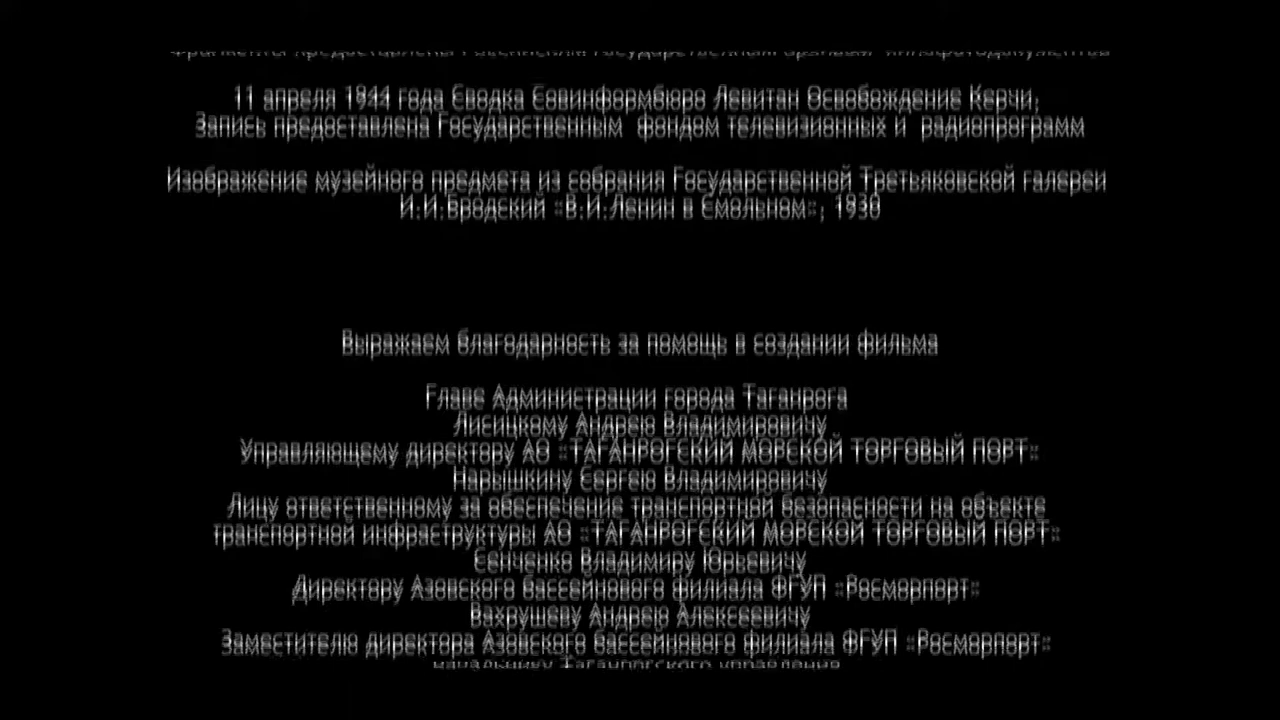 11 апреля 1944 года Сводка Совинформбюро Левитан Освобождение Керчи,
Запись предоставлена Государственным фондом телевизионных и радиопрограмм
Изображение музейного предмета из собрания Государственной Третьяковской галереи
И.И.Бродский «В.И.Ленин в Смольном», 1930
Выражаем благодарность за помощь в создании фильма
Главе Администрации города Таганрога
Лисицкому Андрею Владимировичу
Управляющему директору АО «ТАГАНРОГСКИЙ МОРСКОЙ ТОРГОВЫЙ ПОРТ»
Нарышкину Сергею Владимировичу
Лицу ответственному за обеспечение транспортной безопасности на объекте
транспортной инфраструктуры АО «ТАГАНРОГСКИЙ МОРСКОЙ ТОРГОВЫЙ ПОРТ»
Сенченко Владимиру Юрьевичу
Директору Азовского бассейнового филиала ФГУП «Росморпорт»
Вахрушеву Андрею Алексеевичу
Заместителю директора Азовского бассейнового филиала ФГУП «Росморпорт»
начальнику Таганрогского управления